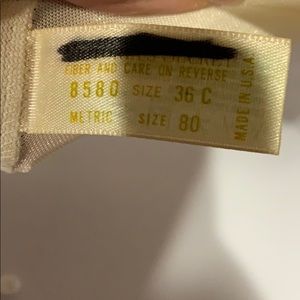 FIBER AND CARE ON REVERSE
8580 SIZE 36 C
METRIC SIZE 80
MADE IN U.S.A.